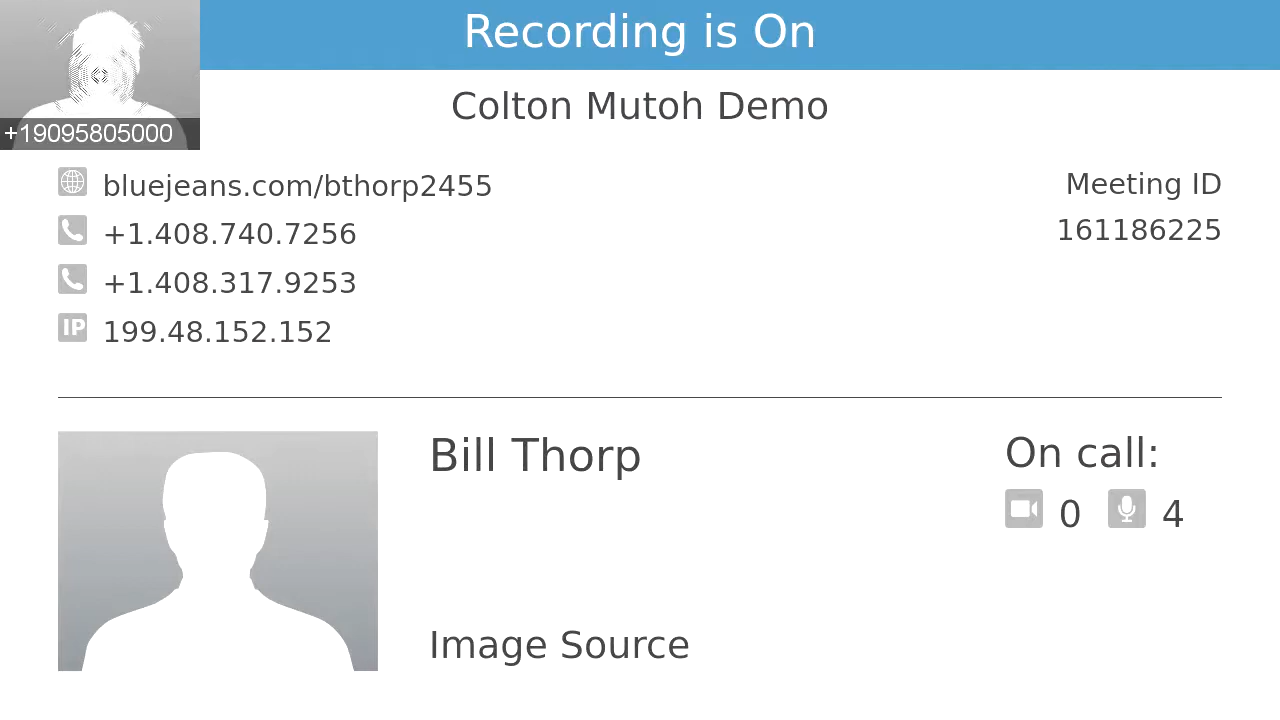 Recording is On
+19095805000
Colton Mutoh Demo
bluejeans.com/bthorp2455
+1.408.740.7256
+1.408.317.9253
IP 199.48.152.152
Meeting ID
161186225
Bill Thorp
On call:
0 4
Image Source